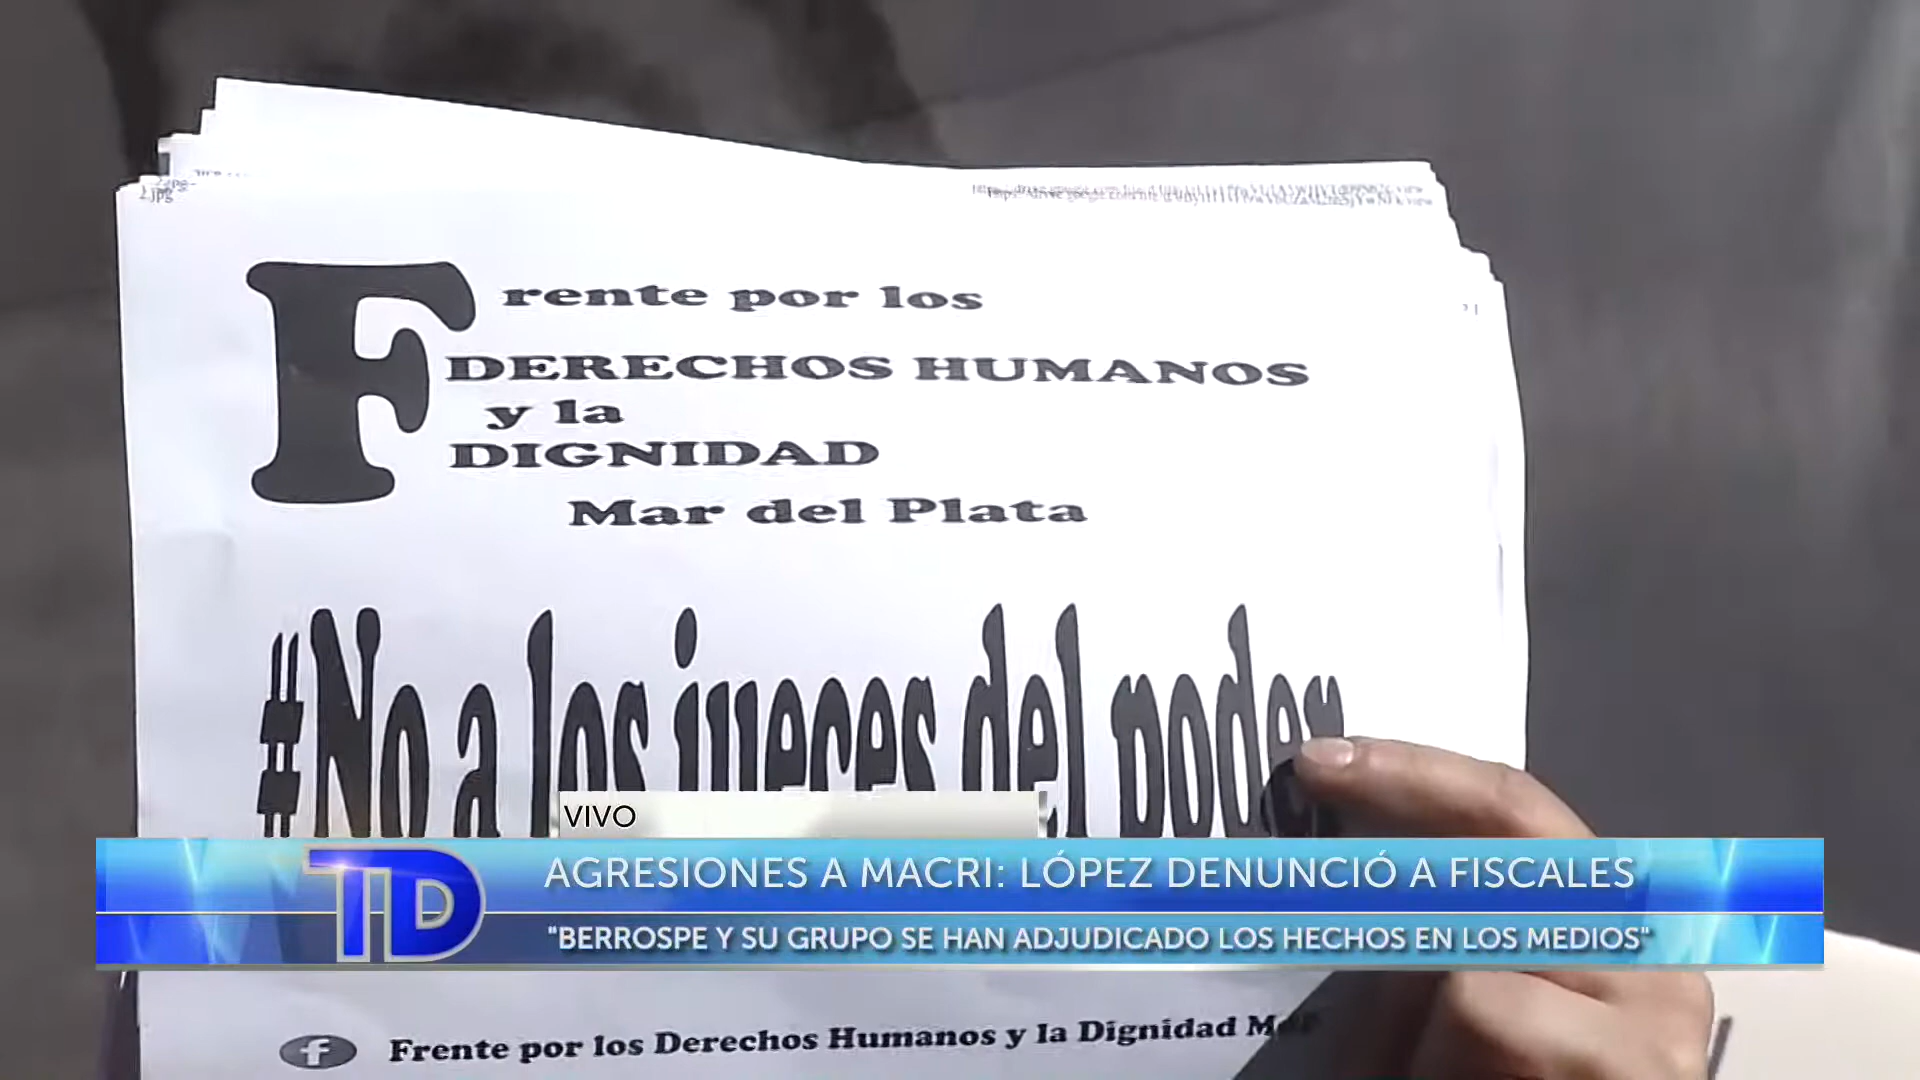 2.jpg
Frente por los
DERECHOS HUMANOS
y la
DIGNIDAD
Mar del Plata
#No a los jueces del poder
VIVO
TD
AGRESIONES A MACRI: LÓPEZ DENUNCIÓ A FISCALES
"BERROSPE Y SU GRUPO SE HAN ADJUDICADO LOS HECHOS EN LOS MEDIOS"
f Frente por los Derechos Humanos y la Dignidad